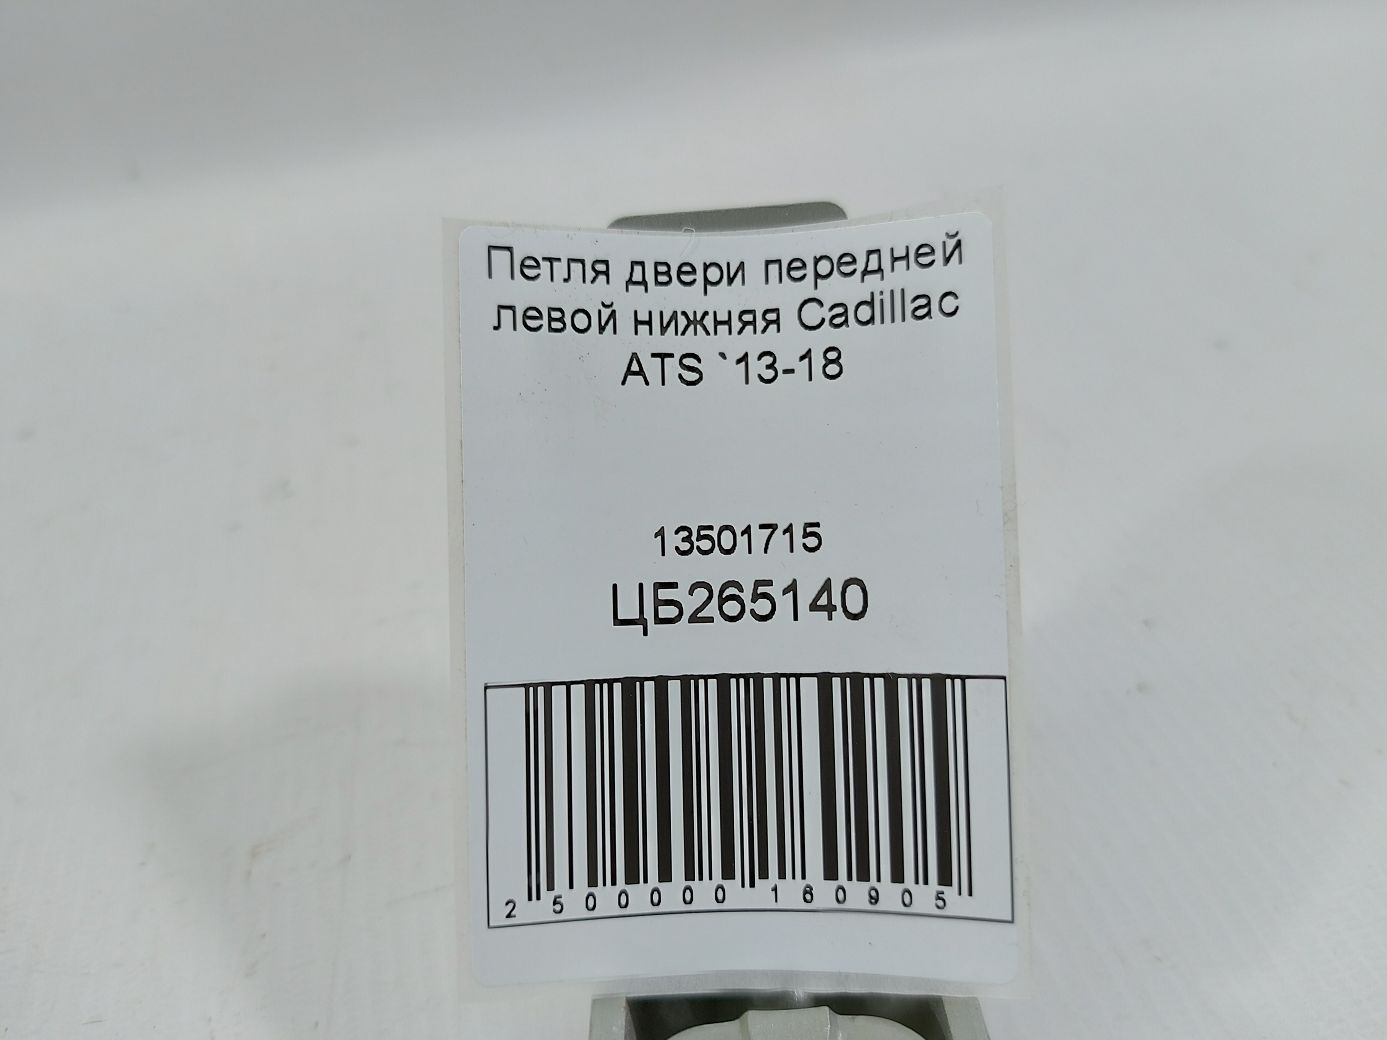 Петля двери передней
левой нижняя Cadillac
ATS `13-18
13501715
ЦБ265140
2 500000 160905